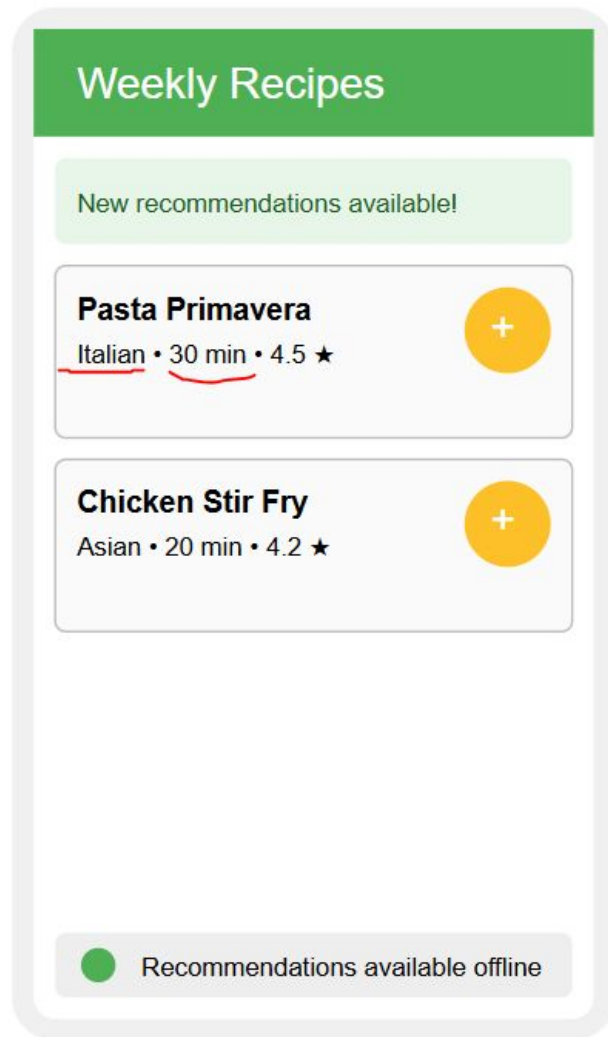 Weekly Recipes
New recommendations available!
Pasta Primavera
+
Italian • 30 min • 4.5 ★
Chicken Stir Fry
+
Asian • 20 min • 4.2 ★
Recommendations available offline